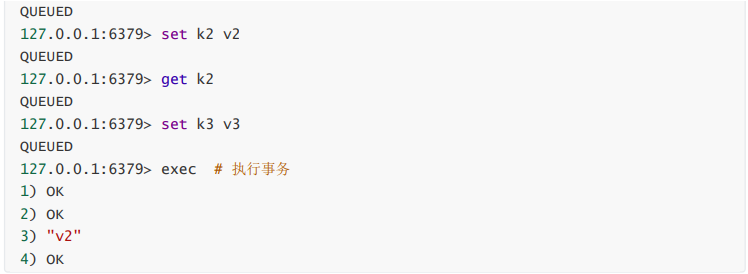 QUEUED
127.0.0.1:6379> set k2 v2
QUEUED
127.0.0.1:6379> get k2
QUEUED
127.0.0.1:6379> set k3 v3
QUEUED
127.0.0.1:6379> exec  # 执行事务
1) OK
2) OK
3) "v2"
4) OK